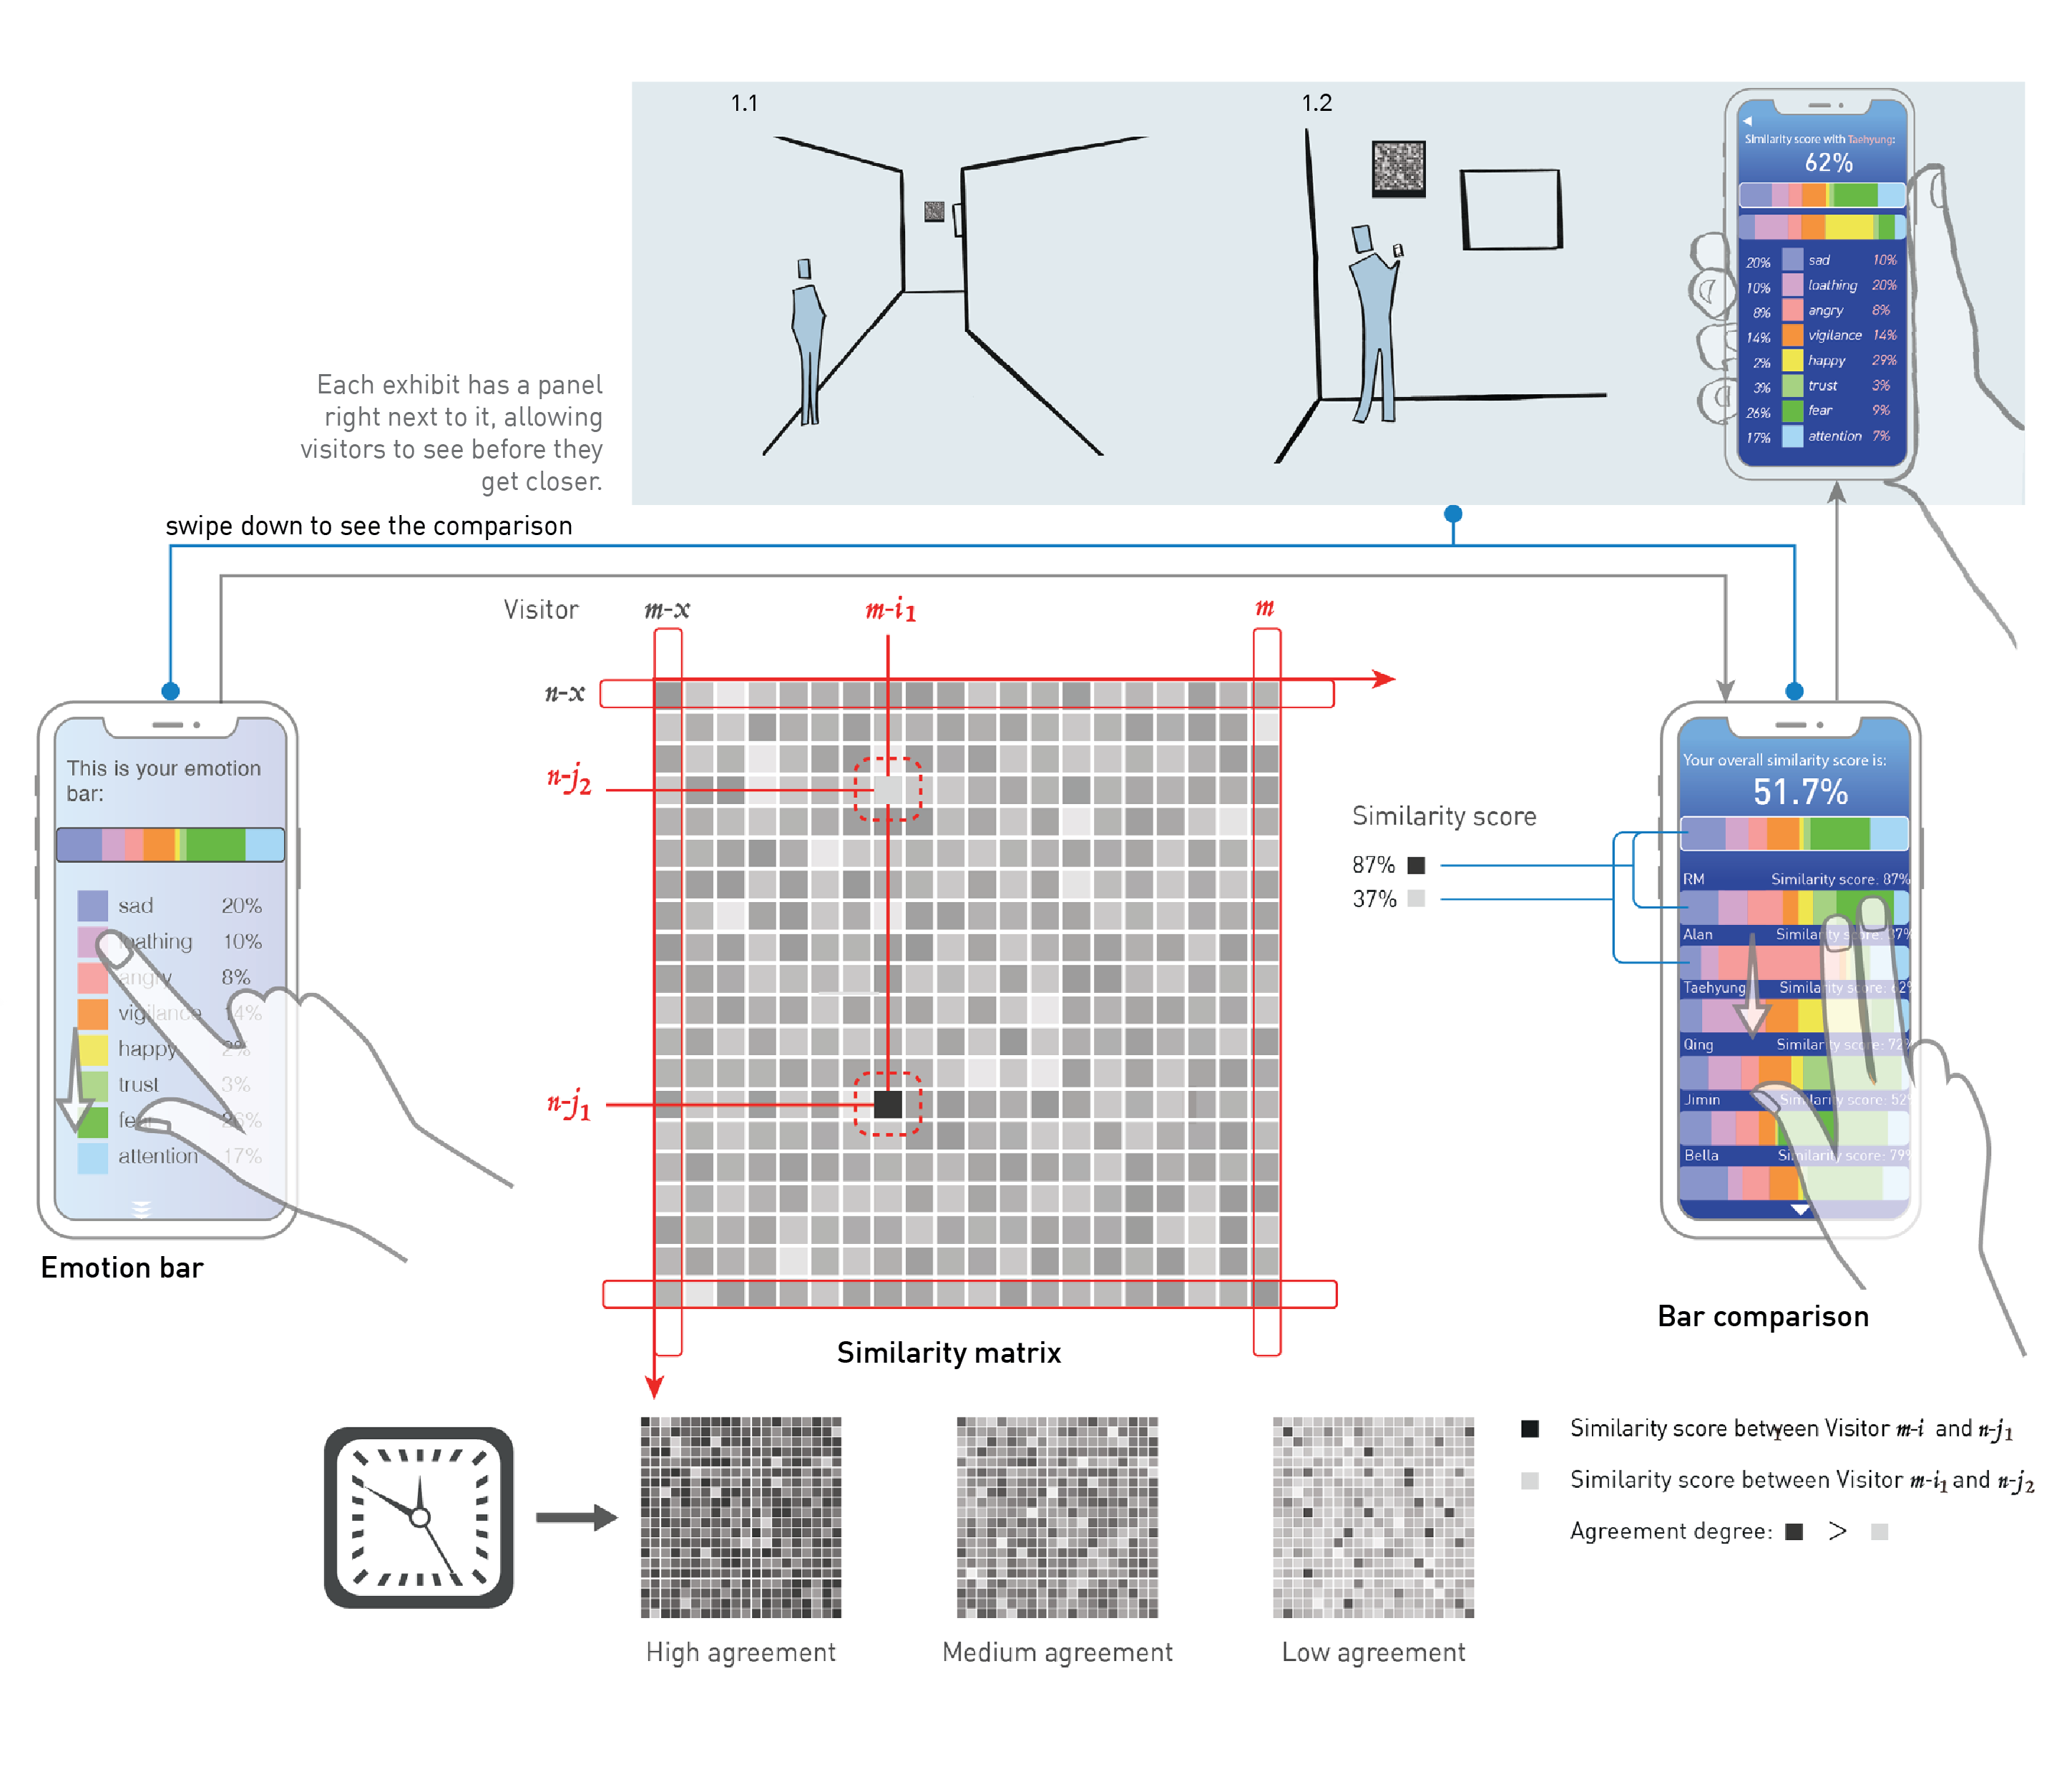 1.1
1.2
Similarity score with Taehyung:
62%
20% sad 10%
10% loathing 20%
8% angry 8%
14% vigilance 14%
2% happy 29%
3% trust 3%
26% fear 9%
17% attention 7%
Each exhibit has a panel
right next to it, allowing
visitors to see before they
get closer.
swipe down to see the comparison
Visitor
m-x
m-i1
m
n-x
n-j2
n-j1
This is your emotion
bar:
sad 20%
loathing 10%
angry 8%
vigilance 14%
happy 2%
trust 3%
fear 26%
attention 17%
Emotion bar
Similarity matrix
Similarity score
87%
37%
Your overall similarity score is:
51.7%
RM Similarity score: 87%
Alan Similarity score: 37%
Taehyung Similarity score: 62%
Qing Similarity score: 72%
Jimin Similarity score: 52%
Bella Similarity score: 79%
Bar comparison
High agreement
Medium agreement
Low agreement
Similarity score between Visitor m-i1 and n-j1
Similarity score between Visitor m-i1 and n-j2
Agreement degree: >